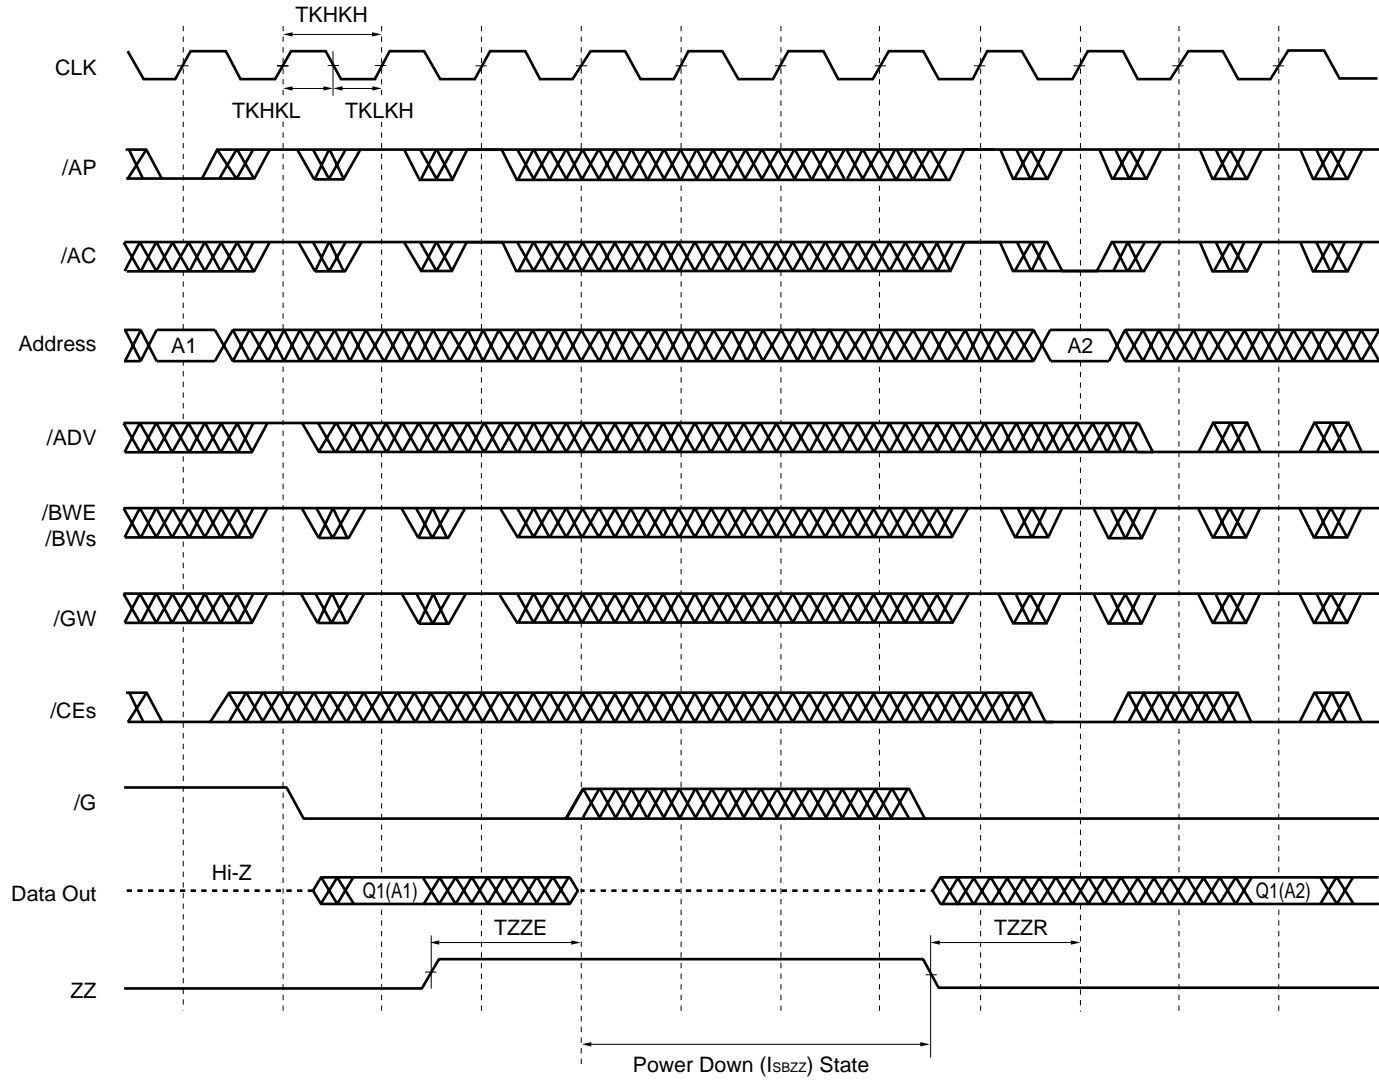 TKHKH
CLK
TKHKL TKLKH
/AP
/AC
Address A1 A2
/ADV
/BWE
/BWs
/GW
/CEs
/G
Hi-Z
Data Out Q1(A1) Q1(A2)
TZZE TZZR
ZZ
Power Down (ISBZZ) State